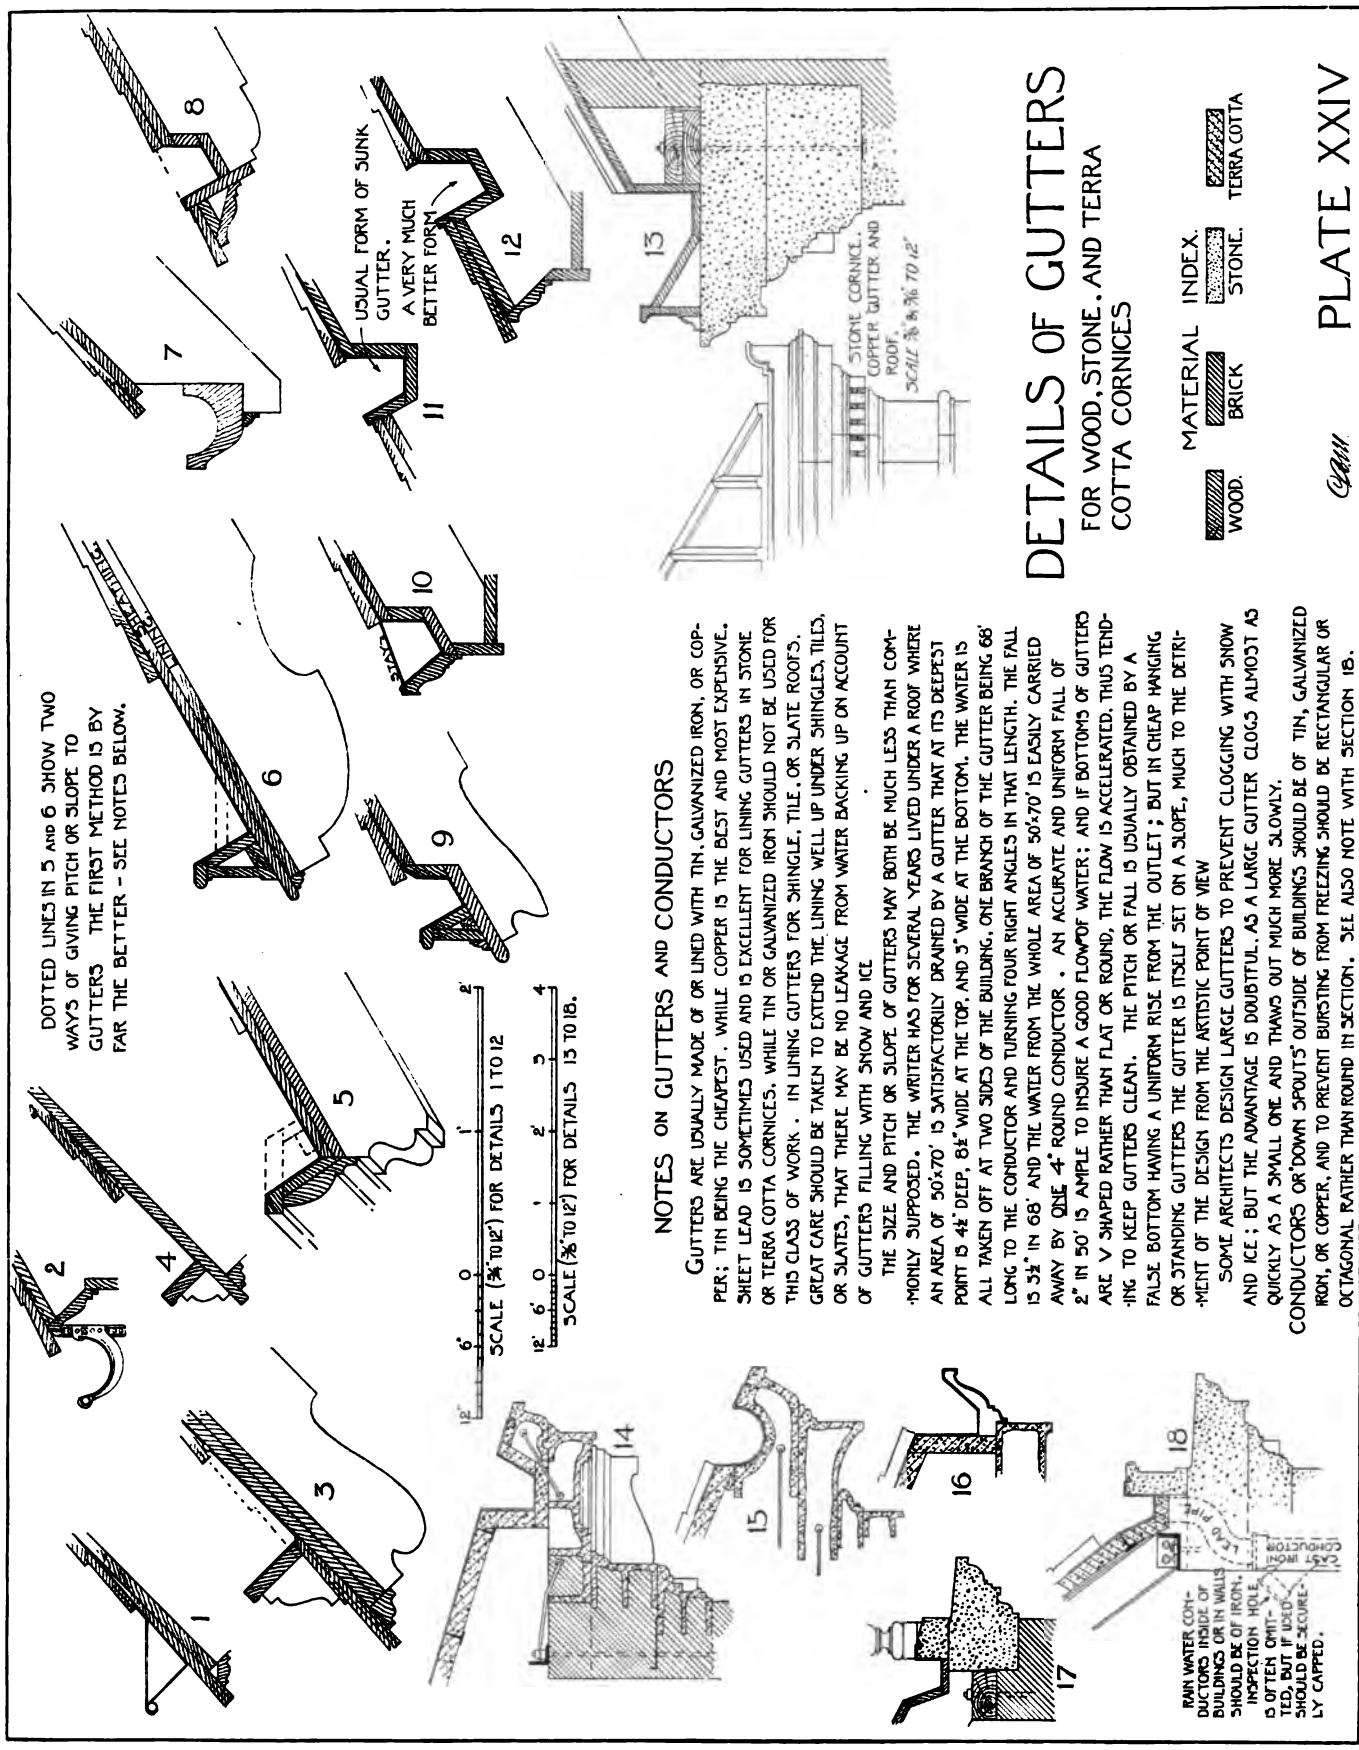 DOTTED LINES IN 5 AND 6 SHOW TWO
WAYS OF GIVING PITCH OR SLOPE TO
GUTTERS THE FIRST METHOD IS BY
FAR THE BETTER - SEE NOTES BELOW.
1
2
3
4
5
6
SHEATHING
LINING
7
8
9
10
STAY
11
USUAL FORM OF SUNK
GUTTER.
A VERY MUCH
BETTER FORM
12
13
STONE CORNICE.
COPPER GUTTER AND
ROOF.
SCALE 3/8" & 3/16 TO 12"
12" 6" 0 1' 2'
SCALE (3/4" TO 12") FOR DETAILS 1 TO 12
12" 6" 0 1 2' 3 4
SCALE (3/8" TO 12") FOR DETAILS 13 TO 18.
14
15
16
17
18
LEAD PIPE
CAST IRON
CONDUCTOR
RAIN WATER CON-
DUCTORS INSIDE OF
BUILDINGS OR IN WALLS
SHOULD BE OF IRON.
INSPECTION HOLE
IS OFTEN OMIT-
TED, BUT IF USED
SHOULD BE SECURE-
LY CAPPED.
NOTES ON GUTTERS AND CONDUCTORS
GUTTERS ARE USUALLY MADE OF OR LINED WITH TIN, GALVANIZED IRON, OR COP-
PER; TIN BEING THE CHEAPEST, WHILE COPPER IS THE BEST AND MOST EXPENSIVE.
SHEET LEAD IS SOMETIMES USED AND IS EXCELLENT FOR LINING GUTTERS IN STONE
OR TERRA COTTA CORNICES. WHILE TIN OR GALVANIZED IRON SHOULD NOT BE USED FOR
THIS CLASS OF WORK. IN LINING GUTTERS FOR SHINGLE, TILE, OR SLATE ROOFS.
GREAT CARE SHOULD BE TAKEN TO EXTEND THE LINING WELL UP UNDER SHINGLES, TILES,
OR SLATES, THAT THERE MAY BE NO LEAKAGE FROM WATER BACKING UP ON ACCOUNT
OF GUTTERS FILLING WITH SNOW AND ICE
THE SIZE AND PITCH OR SLOPE OF GUTTERS MAY BOTH BE MUCH LESS THAN COM-
-MONLY SUPPOSED. THE WRITER HAS FOR SEVERAL YEARS LIVED UNDER A ROOF WHERE
AN AREA OF 50'x70' IS SATISFACTORILY DRAINED BY A GUTTER THAT AT ITS DEEPEST
POINT IS 4½" DEEP, 8½" WIDE AT THE TOP, AND 3" WIDE AT THE BOTTOM. THE WATER IS
ALL TAKEN OFF AT TWO SIDES OF THE BUILDING, ONE BRANCH OF THE GUTTER BEING 68'
LONG TO THE CONDUCTOR AND TURNING FOUR RIGHT ANGLES IN THAT LENGTH. THE FALL
IS 3½" IN 68' AND THE WATER FROM THE WHOLE AREA OF 50'x70' IS EASILY CARRIED
AWAY BY ONE 4" ROUND CONDUCTOR. AN ACCURATE AND UNIFORM FALL OF
2" IN 50' IS AMPLE TO INSURE A GOOD FLOW OF WATER; AND IF BOTTOMS OF GUTTERS
ARE V SHAPED RATHER THAN FLAT OR ROUND, THE FLOW IS ACCELERATED, THUS TEND-
-ING TO KEEP GUTTERS CLEAN. THE PITCH OR FALL IS USUALLY OBTAINED BY A
FALSE BOTTOM HAVING A UNIFORM RISE FROM THE OUTLET; BUT IN CHEAP HANGING
OR STANDING GUTTERS THE GUTTER IS ITSELF SET ON A SLOPE, MUCH TO THE DETRI-
-MENT OF THE DESIGN FROM THE ARTISTIC POINT OF VIEW
SOME ARCHITECTS DESIGN LARGE GUTTERS TO PREVENT CLOGGING WITH SNOW
AND ICE; BUT THE ADVANTAGE IS DOUBTFUL, AS A LARGE GUTTER CLOGS ALMOST AS
QUICKLY AS A SMALL ONE AND THAWS OUT MUCH MORE SLOWLY.
CONDUCTORS OR "DOWN SPOUTS" OUTSIDE OF BUILDINGS SHOULD BE OF TIN, GALVANIZED
IRON, OR COPPER, AND TO PREVENT BURSTING FROM FREEZING SHOULD BE RECTANGULAR OR
OCTAGONAL RATHER THAN ROUND IN SECTION. SEE ALSO NOTE WITH SECTION 18.
DETAILS OF GUTTERS
FOR WOOD, STONE. AND TERRA
COTTA CORNICES
MATERIAL INDEX.
WOOD. BRICK STONE. TERRA COTTA
PLATE XXIV